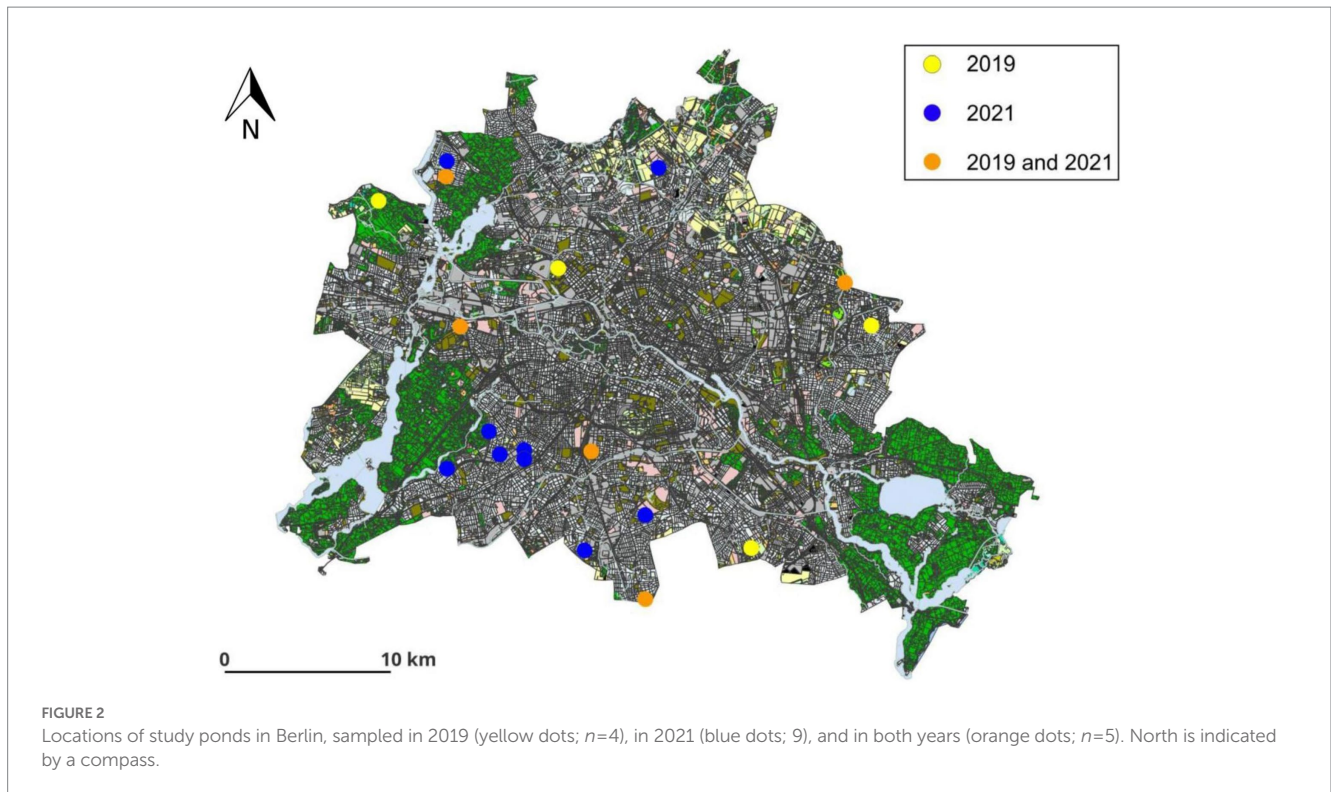 N
2019
2021
2019 and 2021
0 10 km
FIGURE 2
Locations of study ponds in Berlin, sampled in 2019 (yellow dots; n=4), in 2021 (blue dots; 9), and in both years (orange dots; n=5). North is indicated
by a compass.